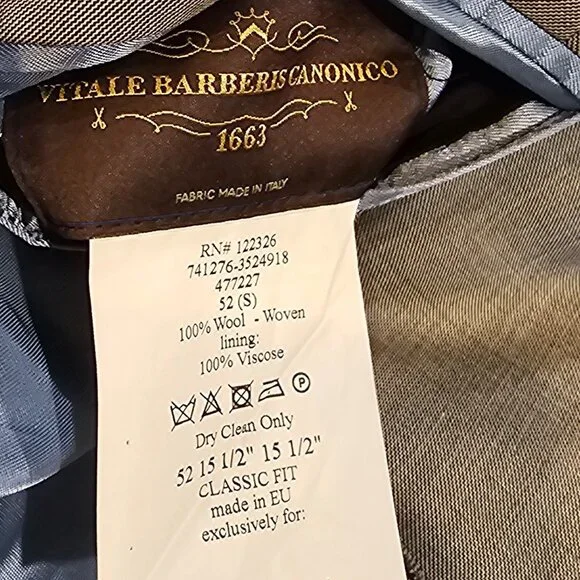 VITALE BARBERIS CANONICO
1663
FABRIC MADE IN ITALY
RN# 122326
741276-3524918
477227
52 (S)
100% Wool - Woven
lining:
100% Viscose
P
Dry Clean Only
52 15 1/2" 15 1/2"
CLASSIC FIT
made in EU
exclusively for: